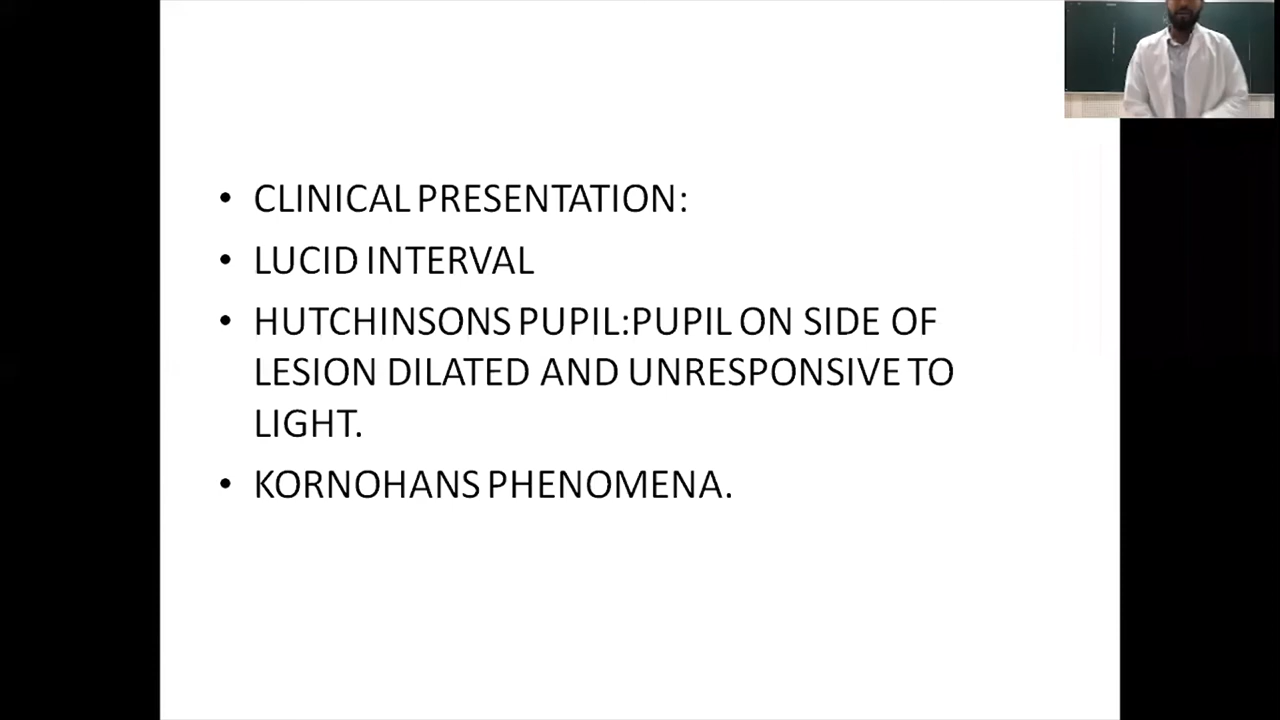 • CLINICAL PRESENTATION:
• LUCID INTERVAL
• HUTCHINSONS PUPIL:PUPIL ON SIDE OF
LESION DILATED AND UNRESPONSIVE TO
LIGHT.
• KORNOHANS PHENOMENA.